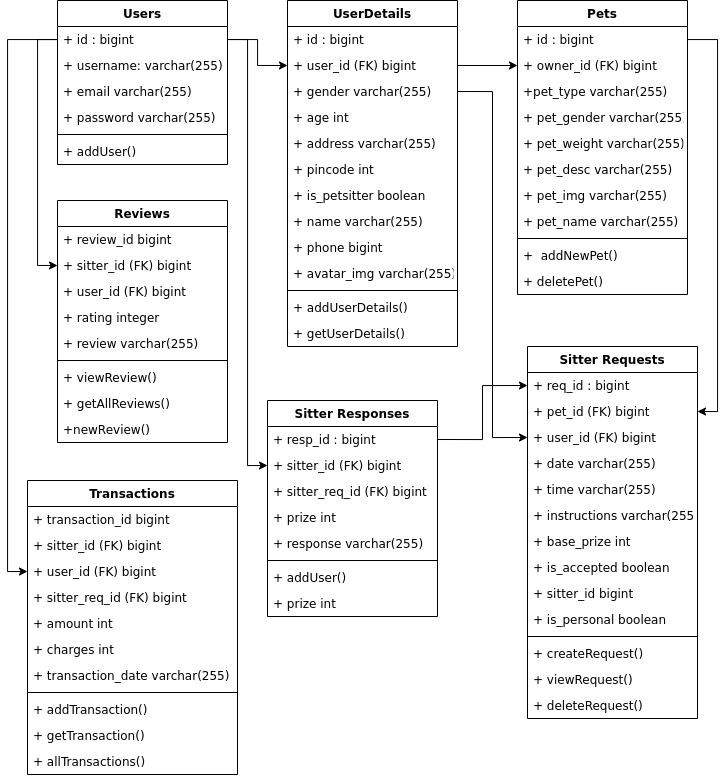 Users
+ id : bigint
+ username: varchar(255)
+ email varchar(255)
+ password varchar(255)
+ addUser()
UserDetails
+ id : bigint
+ user_id (FK) bigint
+ gender varchar(255)
+ age int
+ address varchar(255)
+ pincode int
+ is_petsitter boolean
+ name varchar(255)
+ phone bigint
+ avatar_img varchar(255)
+ addUserDetails()
+ getUserDetails()
Pets
+ id : bigint
+ owner_id (FK) bigint
+pet_type varchar(255)
+ pet_gender varchar(255
+ pet_weight varchar(255)
+ pet_desc varchar(255)
+ pet_img varchar(255)
+ pet_name varchar(255)
+  addNewPet()
+ deletePet()
Reviews
+ review_id bigint
+ sitter_id (FK) bigint
+ user_id (FK) bigint
+ rating integer
+ review varchar(255)
+ viewReview()
+ getAllReviews()
+newReview()
Sitter Responses
+ resp_id : bigint
+ sitter_id (FK) bigint
+ sitter_req_id (FK) bigint
+ prize int
+ response varchar(255)
+ addUser()
+ prize int
Sitter Requests
+ req_id : bigint
+ pet_id (FK) bigint
+ user_id (FK) bigint
+ date varchar(255)
+ time varchar(255)
+ instructions varchar(255
+ base_prize int
+ is_accepted boolean
+ sitter_id bigint
+ is_personal boolean
+ createRequest()
+ viewRequest()
+ deleteRequest()
Transactions
+ transaction_id bigint
+ sitter_id (FK) bigint
+ user_id (FK) bigint
+ sitter_req_id (FK) bigint
+ amount int
+ charges int
+ transaction_date varchar(255)
+ addTransaction()
+ getTransaction()
+ allTransactions()